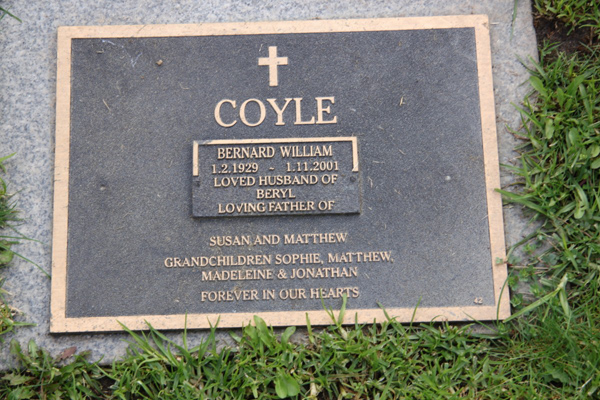 COYLE
BERNARD WILLIAM
1.2.1929 - 1.11.2001
LOVED HUSBAND OF
BERYL
LOVING FATHER OF
SUSAN AND MATTHEW
GRANDCHILDREN SOPHIE, MATTHEW,
MADELEINE & JONATHAN
FOREVER IN OUR HEARTS
42